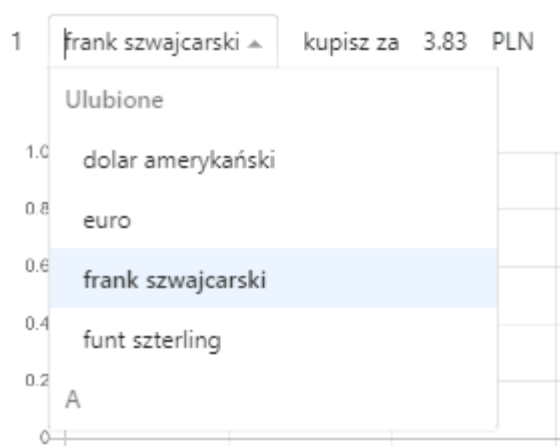 1 frank szwajcarski kupisz za 3.83 PLN
Ulubione
dolar amerykański
euro
frank szwajcarski
funt szterling
A
1.0
0.8
0.6
0.4
0.2
0